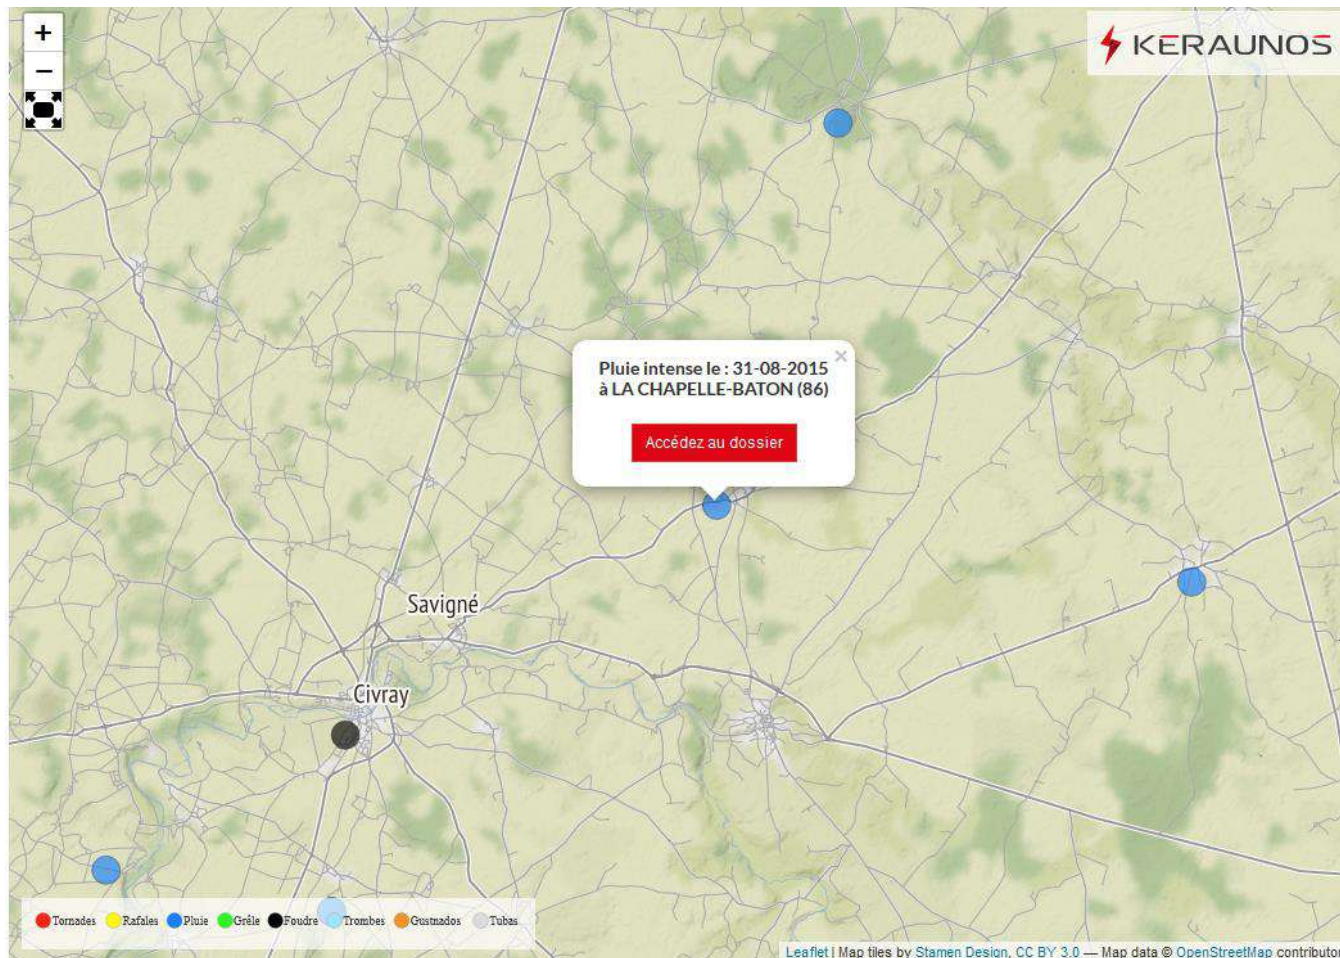 +
−
KERAUNOS
Pluie intense le : 31-08-2015
à LA CHAPELLE-BATON (86)
×
Accédez au dossier
Savigné
Civray
Tornades Rafales Pluie Grêle Foudre Trombes Gustnados Tubas
Leaflet | Map tiles by Stamen Design, CC BY 3.0 — Map data © OpenStreetMap contributor